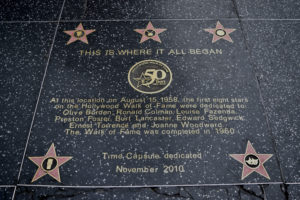 THIS IS WHERE IT ALL BEGAN
50
At this location on August 15, 1958, the first eight stars
on the Hollywood Walk of Fame were dedicated to
Olive Borden, Ronald Colman, Louise Fazenda,
Preston Foster, Burt Lancaster, Edward Sedgwick,
Ernest Torrence and Joanne Woodward.
The Walk of Fame was completed in 1960
Time Capsule dedicated
November 2010